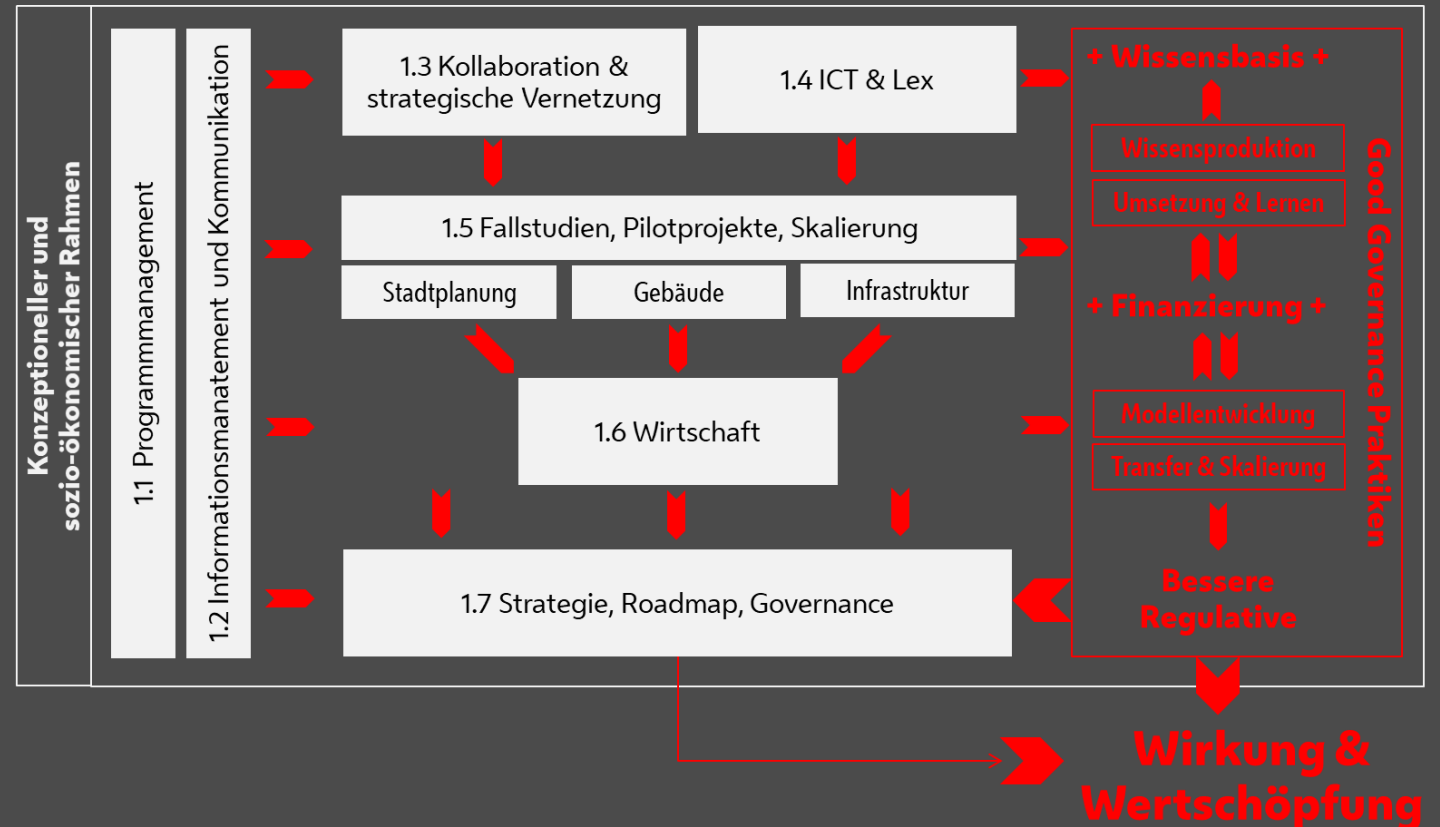 Konzeptioneller und
sozio-ökonomischer Rahmen
1.1 Programmmanagement
1.2 Informationsmanatement und Kommunikation
1.3 Kollaboration &
strategische Vernetzung
1.4 ICT & Lex
1.5 Fallstudien, Pilotprojekte, Skalierung
Stadtplanung
Gebäude
Infrastruktur
1.6 Wirtschaft
1.7 Strategie, Roadmap, Governance
+ Wissensbasis +
Wissensproduktion
Umsetzung & Lernen
+ Finanzierung +
Modellentwicklung
Transfer & Skalierung
Bessere
Regulative
Good Governance Praktiken
Wirkung &
Wertschöpfung